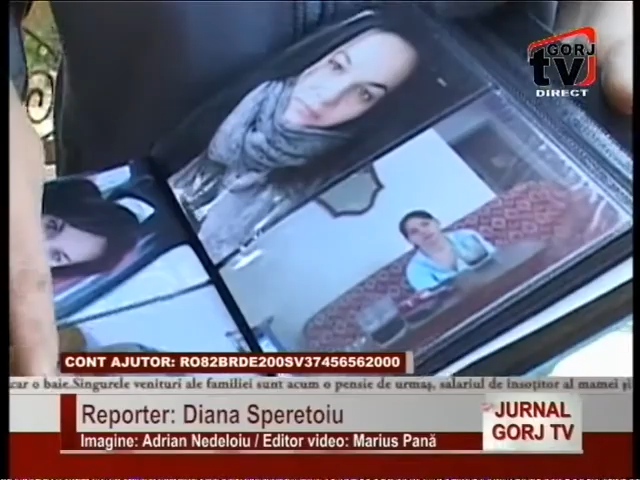 GORJ
tv
DIRECT
CONT AJUTOR: RO82BRDE200SV37456562000
car o baie.Singurele venituri ale familiei sunt acum o pensie de urmaș, salariul de însoțitor al mamei și
Reporter: Diana Speretoiu
Imagine: Adrian Nedeloiu / Editor video: Marius Pană
JURNAL
GORJ TV